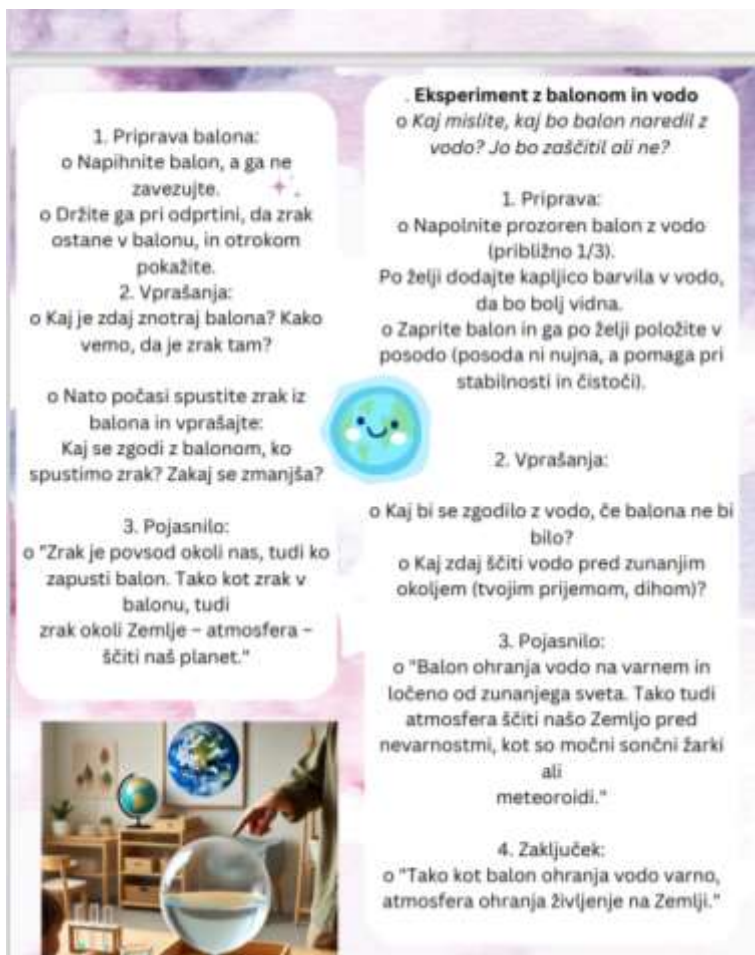 1. Priprava balona:
o Napihnite balon, a ga ne
zavezujte.
o Držite ga pri odprtini, da zrak
ostane v balonu, in otrokom
pokažite.
2. Vprašanja:
o Kaj je zdaj znotraj balona? Kako
vemo, da je zrak tam?
o Nato počasi spustite zrak iz
balona in vprašajte:
Kaj se zgodi z balonom, ko
spustimo zrak? Zakaj se zmanjša?
3. Pojasnilo:
o "Zrak je povsod okoli nas, tudi ko
zapusti balon. Tako kot zrak v
balonu, tudi
zrak okoli Zemlje – atmosfera –
ščiti naš planet."
. Eksperiment z balonom in vodo
o Kaj mislite, kaj bo balon naredil z
vodo? Jo bo zaščitil ali ne?
1. Priprava:
o Napolnite prozoren balon z vodo
(približno 1/3).
Po želji dodajte kapljico barvila v vodo,
da bo bolj vidna.
o Zaprite balon in ga po želji položite v
posodo (posoda ni nujna, a pomaga pri
stabilnosti in čistoči).
2. Vprašanja:
o Kaj bi se zgodilo z vodo, če balona ne bi
bilo?
o Kaj zdaj ščiti vodo pred zunanjim
okoljem (tvojim prijemom, dihom)?
3. Pojasnilo:
o "Balon ohranja vodo na varnem in
ločeno od zunanjega sveta. Tako tudi
atmosfera ščiti našo Zemljo pred
nevarnostmi, kot so močni sončni žarki
ali
meteoroidi."
4. Zaključek:
o "Tako kot balon ohranja vodo varno,
atmosfera ohranja življenje na Zemlji."